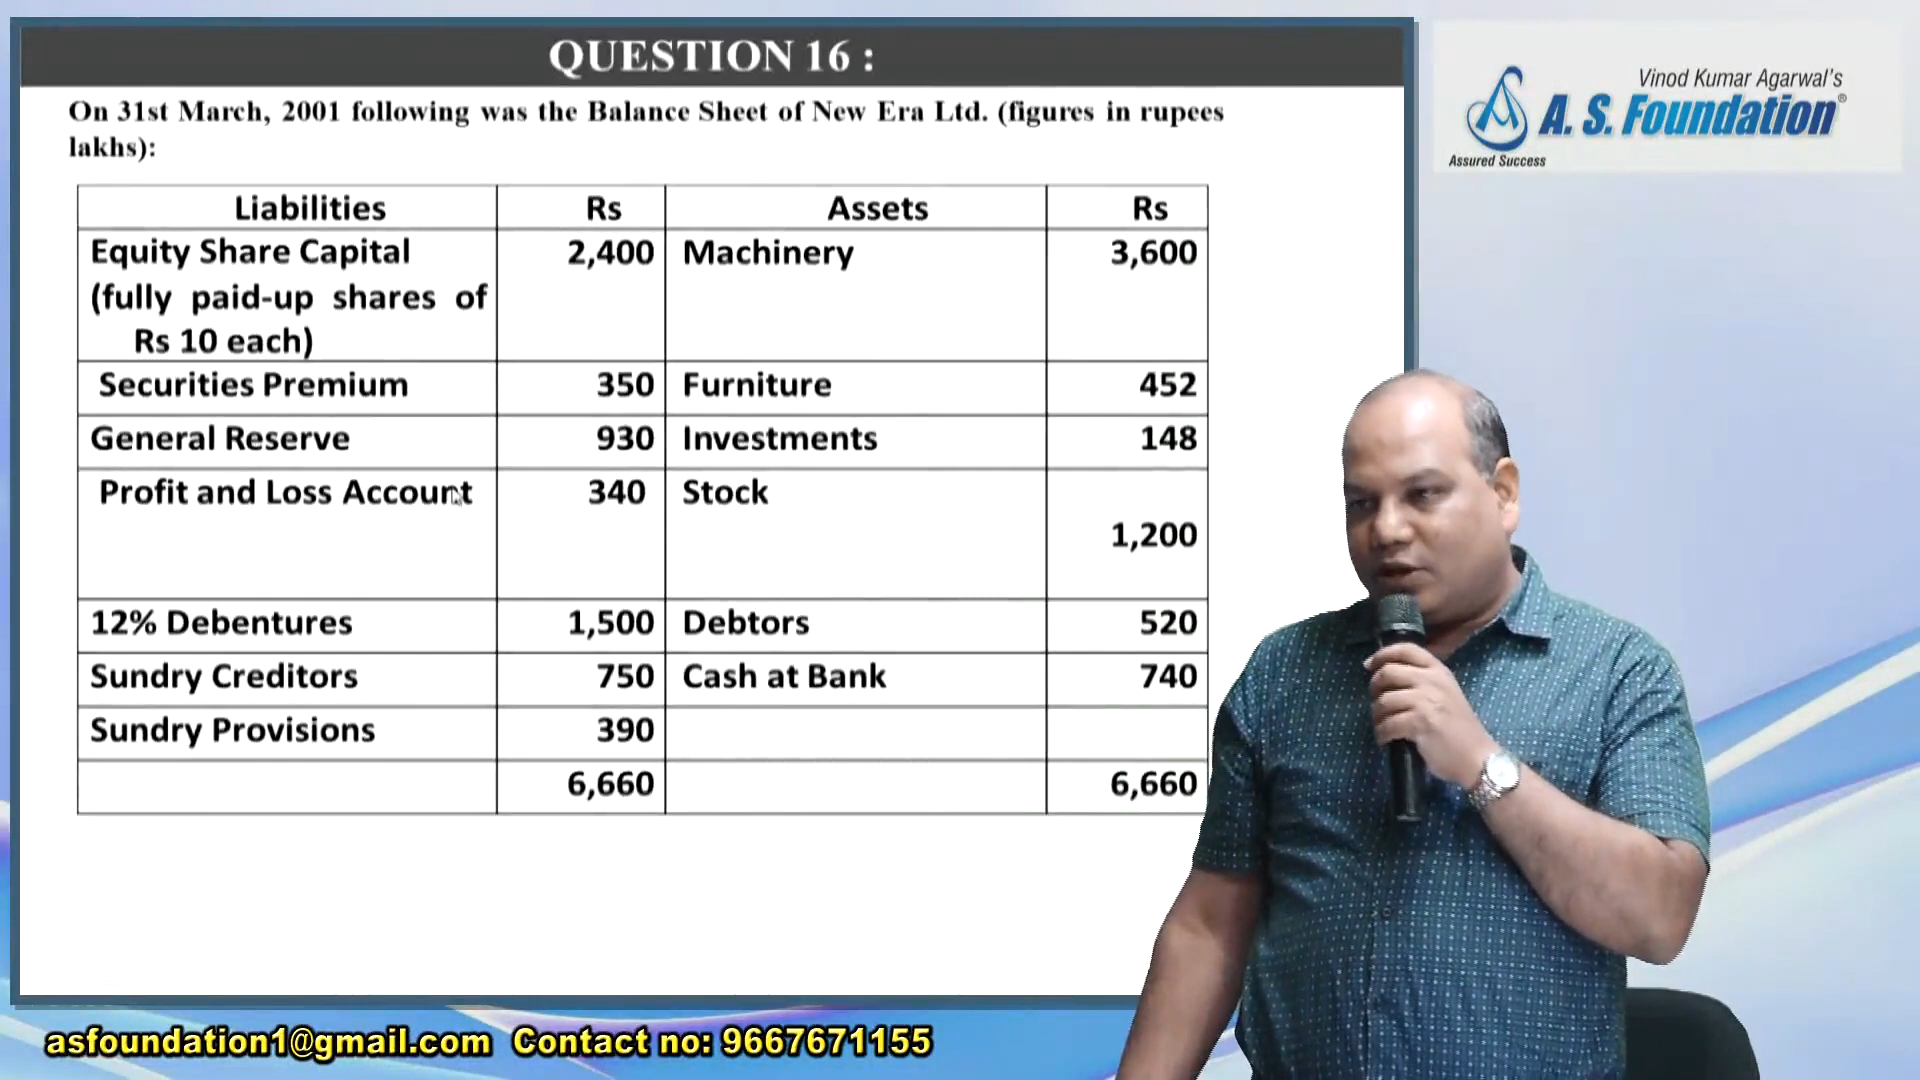 QUESTION 16 :
On 31st March, 2001 following was the Balance Sheet of New Era Ltd. (figures in rupees
lakhs):
Liabilities Rs Assets Rs
Equity Share Capital 2,400 Machinery 3,600
(fully paid-up shares of
Rs 10 each)
Securities Premium 350 Furniture 452
General Reserve 930 Investments 148
Profit and Loss Account 340 Stock
1,200
12% Debentures 1,500 Debtors 520
Sundry Creditors 750 Cash at Bank 740
Sundry Provisions 390
6,660 6,660
Vinod Kumar Agarwal's
A. S. Foundation®
Assured Success
asfoundation1@gmail.com Contact no: 9667671155